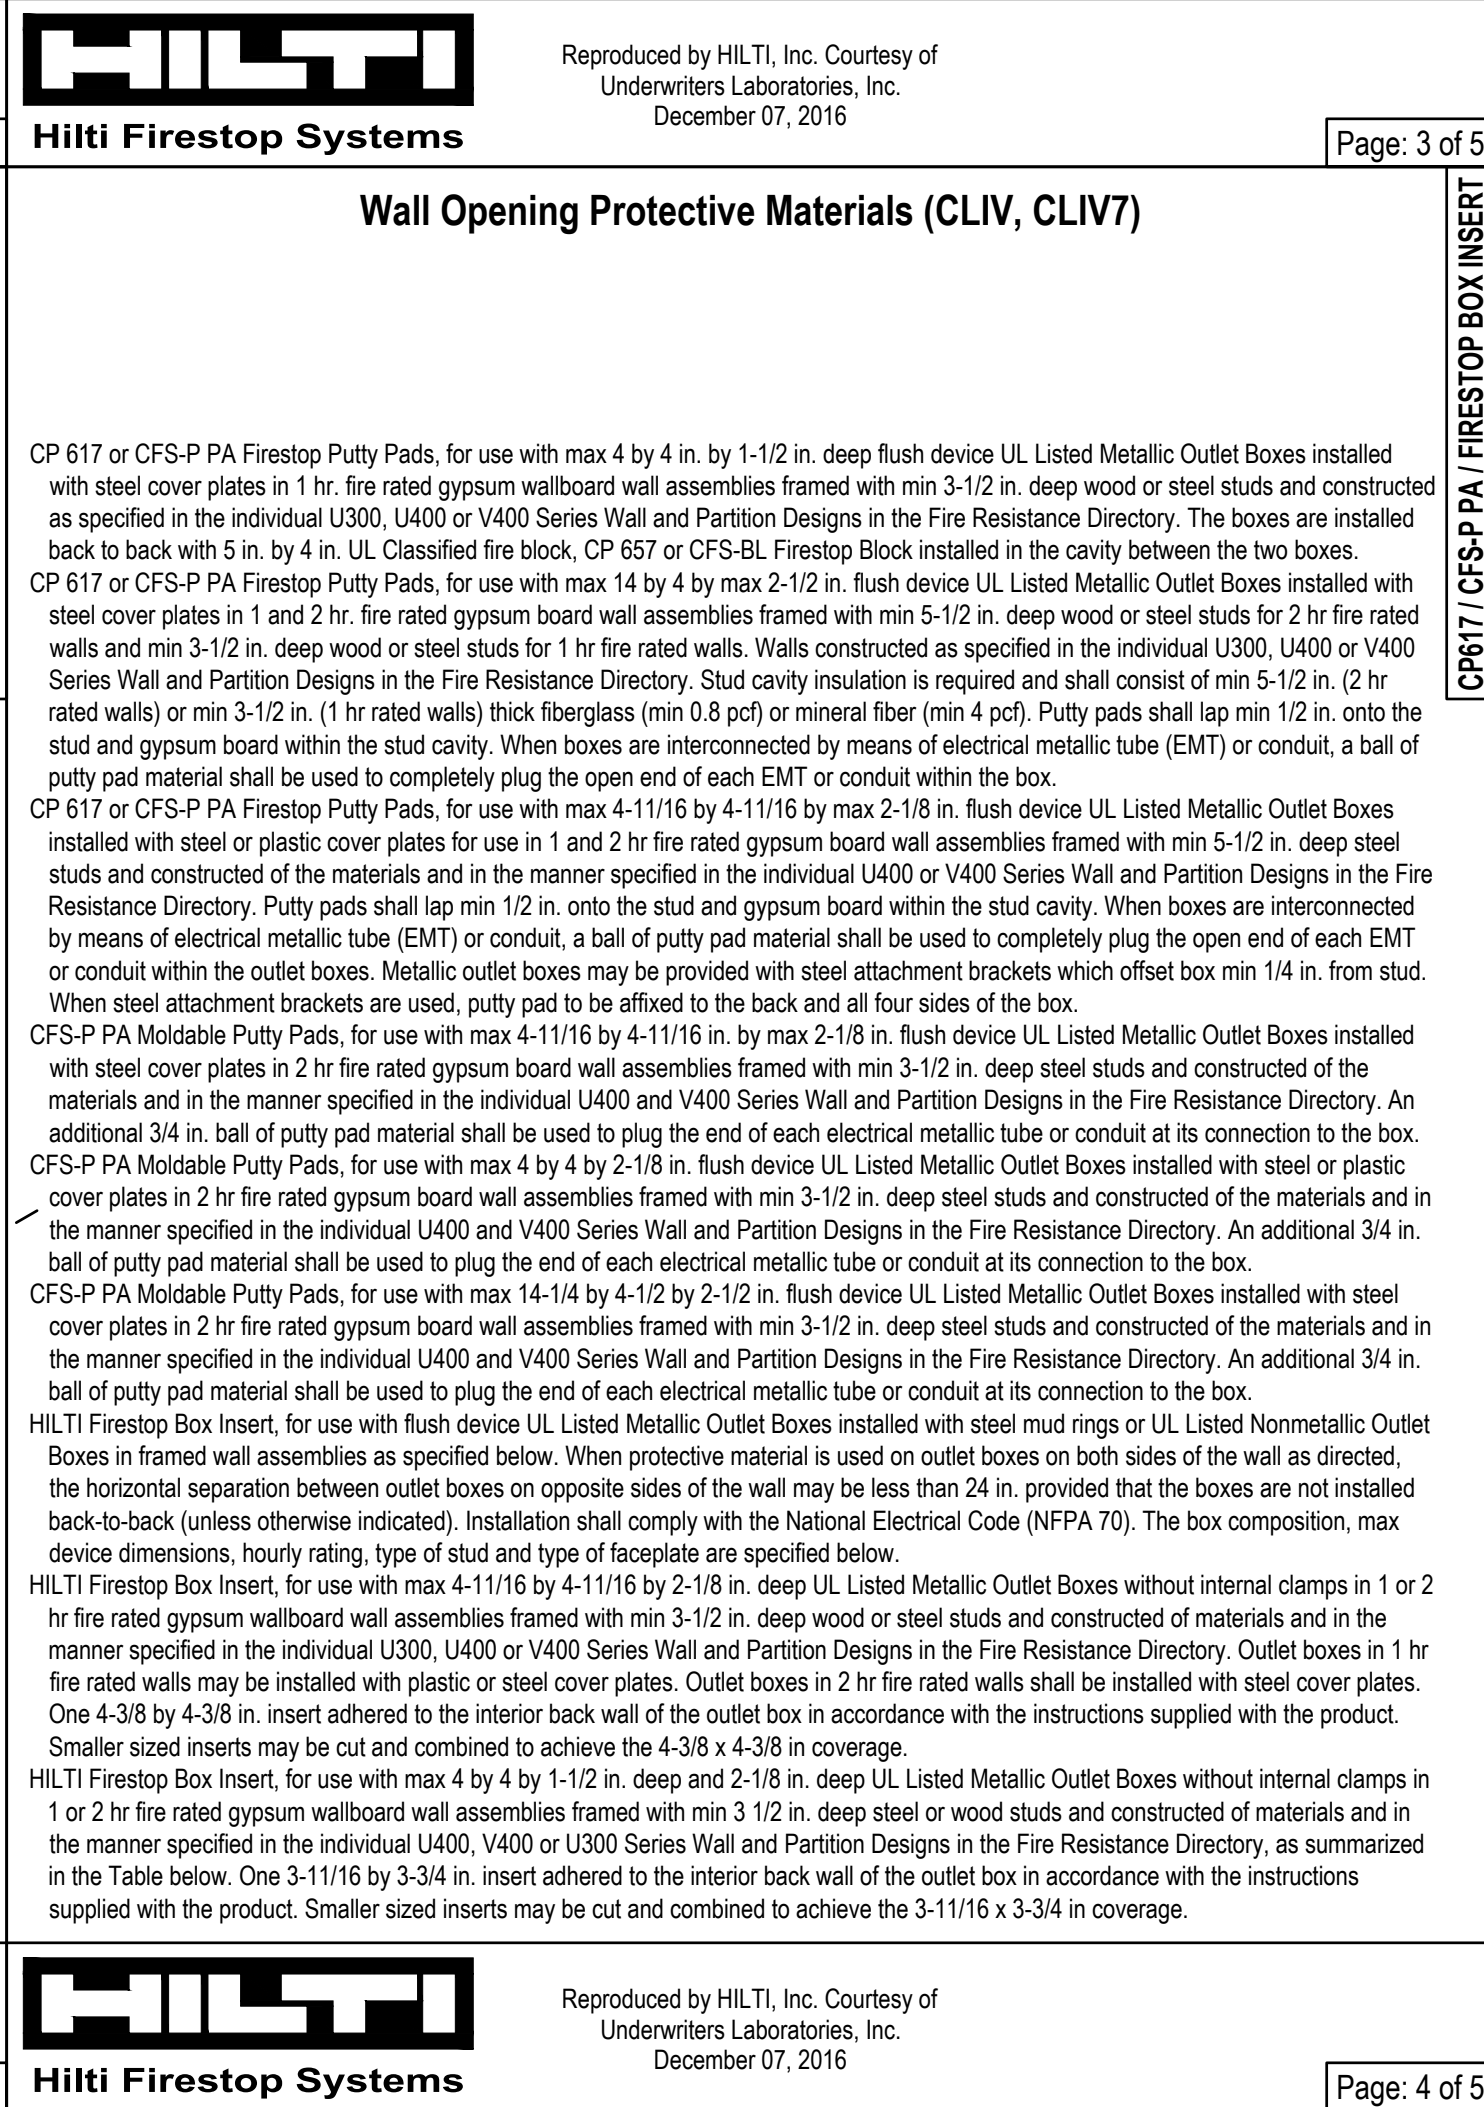 HILTI
Hilti Firestop Systems
Reproduced by HILTI, Inc. Courtesy of
Underwriters Laboratories, Inc.
December 07, 2016
Page: 3 of 5
Wall Opening Protective Materials (CLIV, CLIV7)
CP617 / CFS-P PA / FIRESTOP BOX INSERT
CP 617 or CFS-P PA Firestop Putty Pads, for use with max 4 by 4 in. by 1-1/2 in. deep flush device UL Listed Metallic Outlet Boxes installed
with steel cover plates in 1 hr. fire rated gypsum wallboard wall assemblies framed with min 3-1/2 in. deep wood or steel studs and constructed
as specified in the individual U300, U400 or V400 Series Wall and Partition Designs in the Fire Resistance Directory. The boxes are installed
back to back with 5 in. by 4 in. UL Classified fire block, CP 657 or CFS-BL Firestop Block installed in the cavity between the two boxes.
CP 617 or CFS-P PA Firestop Putty Pads, for use with max 14 by 4 by max 2-1/2 in. flush device UL Listed Metallic Outlet Boxes installed with
steel cover plates in 1 and 2 hr. fire rated gypsum board wall assemblies framed with min 5-1/2 in. deep wood or steel studs for 2 hr fire rated
walls and min 3-1/2 in. deep wood or steel studs for 1 hr fire rated walls. Walls constructed as specified in the individual U300, U400 or V400
Series Wall and Partition Designs in the Fire Resistance Directory. Stud cavity insulation is required and shall consist of min 5-1/2 in. (2 hr
rated walls) or min 3-1/2 in. (1 hr rated walls) thick fiberglass (min 0.8 pcf) or mineral fiber (min 4 pcf). Putty pads shall lap min 1/2 in. onto the
stud and gypsum board within the stud cavity. When boxes are interconnected by means of electrical metallic tube (EMT) or conduit, a ball of
putty pad material shall be used to completely plug the open end of each EMT or conduit within the box.
CP 617 or CFS-P PA Firestop Putty Pads, for use with max 4-11/16 by 4-11/16 by max 2-1/8 in. flush device UL Listed Metallic Outlet Boxes
installed with steel or plastic cover plates for use in 1 and 2 hr fire rated gypsum board wall assemblies framed with min 5-1/2 in. deep steel
studs and constructed of the materials and in the manner specified in the individual U400 or V400 Series Wall and Partition Designs in the Fire
Resistance Directory. Putty pads shall lap min 1/2 in. onto the stud and gypsum board within the stud cavity. When boxes are interconnected
by means of electrical metallic tube (EMT) or conduit, a ball of putty pad material shall be used to completely plug the open end of each EMT
or conduit within the outlet boxes. Metallic outlet boxes may be provided with steel attachment brackets which offset box min 1/4 in. from stud.
When steel attachment brackets are used, putty pad to be affixed to the back and all four sides of the box.
CFS-P PA Moldable Putty Pads, for use with max 4-11/16 by 4-11/16 in. by max 2-1/8 in. flush device UL Listed Metallic Outlet Boxes installed
with steel cover plates in 2 hr fire rated gypsum board wall assemblies framed with min 3-1/2 in. deep steel studs and constructed of the
materials and in the manner specified in the individual U400 and V400 Series Wall and Partition Designs in the Fire Resistance Directory. An
additional 3/4 in. ball of putty pad material shall be used to plug the end of each electrical metallic tube or conduit at its connection to the box.
CFS-P PA Moldable Putty Pads, for use with max 4 by 4 by 2-1/8 in. flush device UL Listed Metallic Outlet Boxes installed with steel or plastic
cover plates in 2 hr fire rated gypsum board wall assemblies framed with min 3-1/2 in. deep steel studs and constructed of the materials and in
the manner specified in the individual U400 and V400 Series Wall and Partition Designs in the Fire Resistance Directory. An additional 3/4 in.
ball of putty pad material shall be used to plug the end of each electrical metallic tube or conduit at its connection to the box.
CFS-P PA Moldable Putty Pads, for use with max 14-1/4 by 4-1/2 by 2-1/2 in. flush device UL Listed Metallic Outlet Boxes installed with steel
cover plates in 2 hr fire rated gypsum board wall assemblies framed with min 3-1/2 in. deep steel studs and constructed of the materials and in
the manner specified in the individual U400 and V400 Series Wall and Partition Designs in the Fire Resistance Directory. An additional 3/4 in.
ball of putty pad material shall be used to plug the end of each electrical metallic tube or conduit at its connection to the box.
HILTI Firestop Box Insert, for use with flush device UL Listed Metallic Outlet Boxes installed with steel mud rings or UL Listed Nonmetallic Outlet
Boxes in framed wall assemblies as specified below. When protective material is used on outlet boxes on both sides of the wall as directed,
the horizontal separation between outlet boxes on opposite sides of the wall may be less than 24 in. provided that the boxes are not installed
back-to-back (unless otherwise indicated). Installation shall comply with the National Electrical Code (NFPA 70). The box composition, max
device dimensions, hourly rating, type of stud and type of faceplate are specified below.
HILTI Firestop Box Insert, for use with max 4-11/16 by 4-11/16 by 2-1/8 in. deep UL Listed Metallic Outlet Boxes without internal clamps in 1 or 2
hr fire rated gypsum wallboard wall assemblies framed with min 3-1/2 in. deep wood or steel studs and constructed of materials and in the
manner specified in the individual U300, U400 or V400 Series Wall and Partition Designs in the Fire Resistance Directory. Outlet boxes in 1 hr
fire rated walls may be installed with plastic or steel cover plates. Outlet boxes in 2 hr fire rated walls shall be installed with steel cover plates.
One 4-3/8 by 4-3/8 in. insert adhered to the interior back wall of the outlet box in accordance with the instructions supplied with the product.
Smaller sized inserts may be cut and combined to achieve the 4-3/8 x 4-3/8 in coverage.
HILTI Firestop Box Insert, for use with max 4 by 4 by 1-1/2 in. deep and 2-1/8 in. deep UL Listed Metallic Outlet Boxes without internal clamps in
1 or 2 hr fire rated gypsum wallboard wall assemblies framed with min 3 1/2 in. deep steel or wood studs and constructed of materials and in
the manner specified in the individual U400, V400 or U300 Series Wall and Partition Designs in the Fire Resistance Directory, as summarized
in the Table below. One 3-11/16 by 3-3/4 in. insert adhered to the interior back wall of the outlet box in accordance with the instructions
supplied with the product. Smaller sized inserts may be cut and combined to achieve the 3-11/16 x 3-3/4 in coverage.
HILTI
Hilti Firestop Systems
Reproduced by HILTI, Inc. Courtesy of
Underwriters Laboratories, Inc.
December 07, 2016
Page: 4 of 5